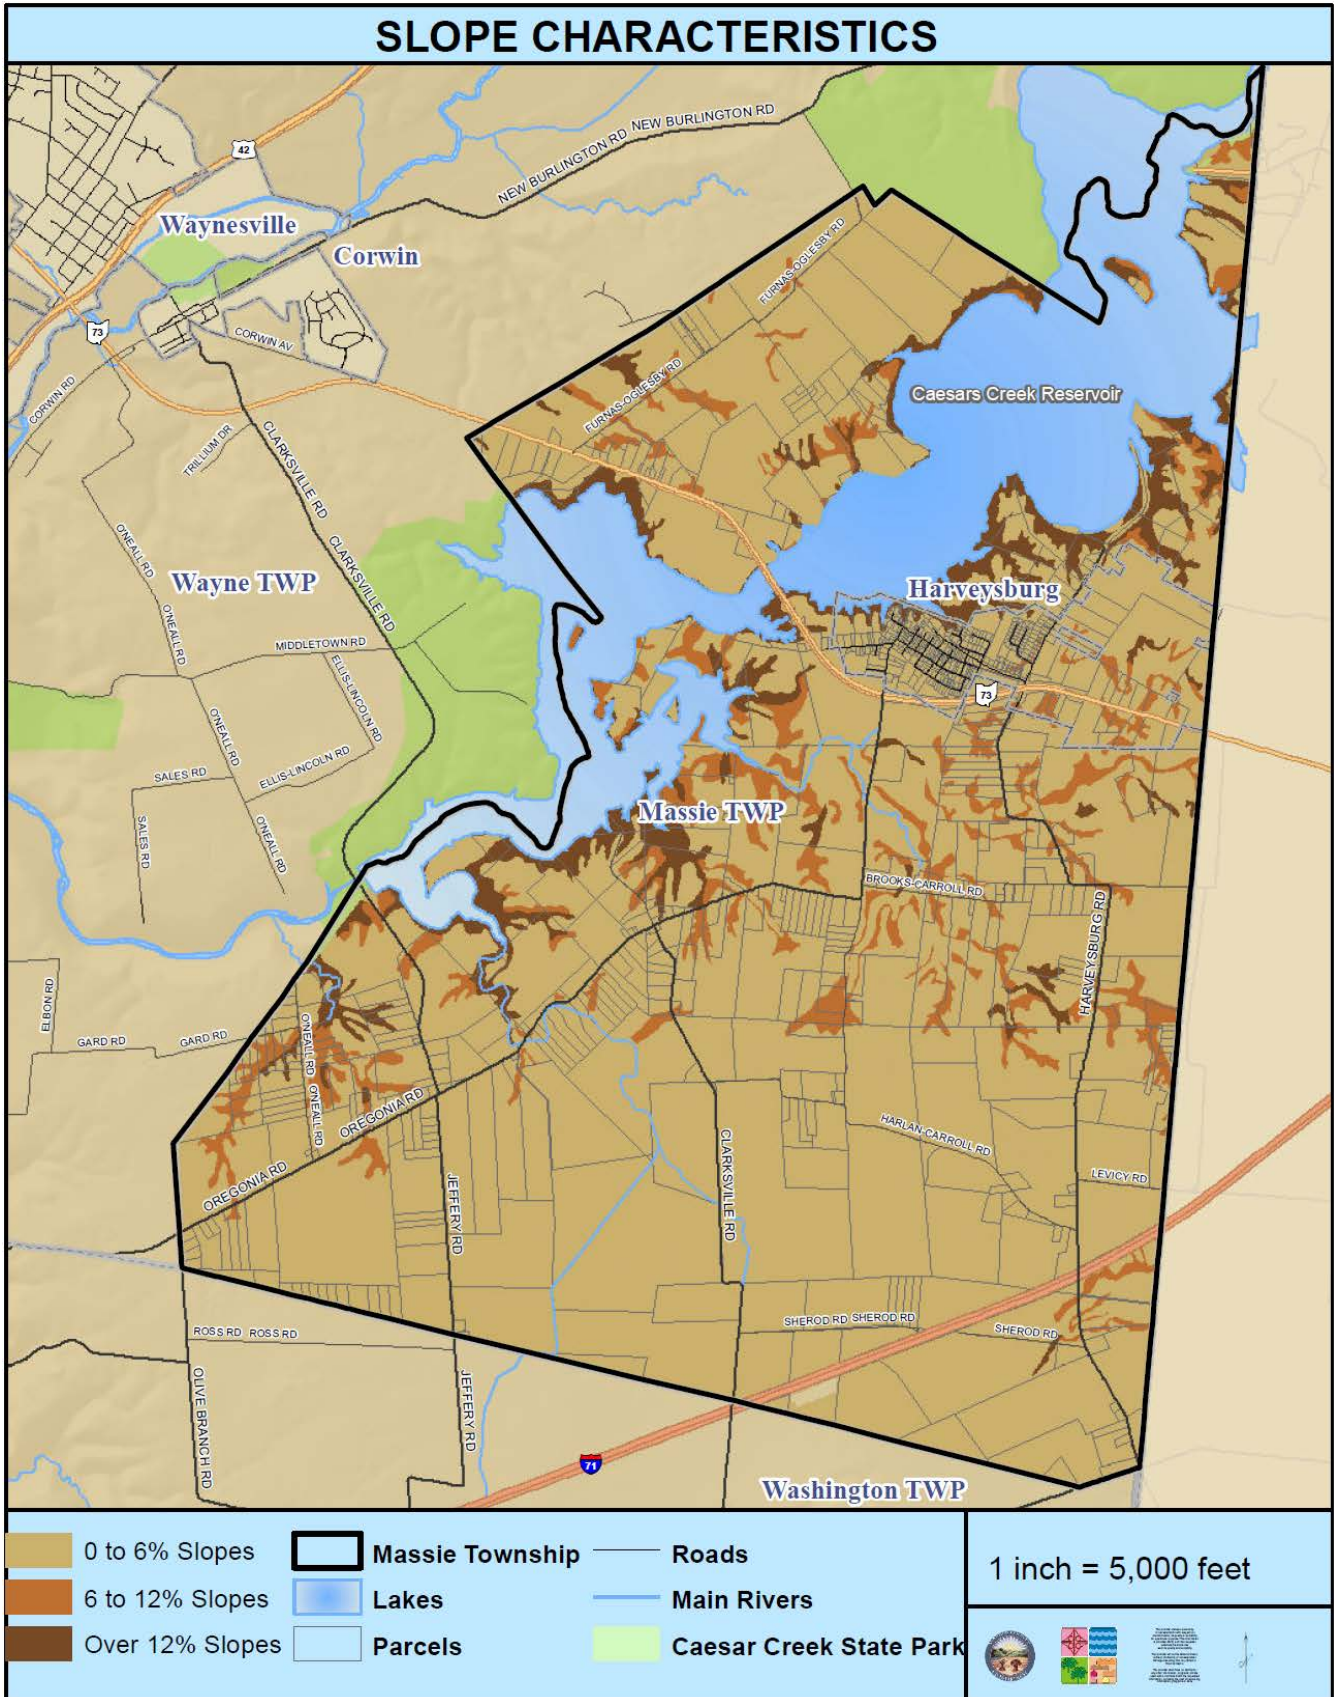 SLOPE CHARACTERISTICS
NEW BURLINGTON RD
NEW BURLINGTON RD
42
Waynesville
Corwin
FURNAS-OGLESBY RD
73
CORWIN AV
CORWIN RD
FURNAS-OGLESBY RD
Caesars Creek Reservoir
TRILLIUM DR
CLARKSVILLE RD
O'NEALL RD
CLARKSVILLE RD
Wayne TWP
Harveysburg
O'NEALL RD
MIDDLETOWN RD
ELLIS-LINCOLN RD
73
O'NEALL RD
SALES RD
ELLIS-LINCOLN RD
Massie TWP
SALES RD
O'NEALL RD
BROOKS-CARROLL RD
HARVEYSBURG RD
ELBON RD
GARD RD
GARD RD
O'NEALL RD
O'NEALL RD
OREGONIA RD
HARLAN-CARROLL RD
OREGONIA RD
JEFFERY RD
CLARKSVILLE RD
LEVICY RD
ROSS RD ROSS RD
SHEROD RD SHEROD RD
SHEROD RD
OLIVE BRANCH RD
JEFFERY RD
71
Washington TWP
0 to 6% Slopes
Massie Township
Roads
6 to 12% Slopes
Lakes
Main Rivers
Over 12% Slopes
Parcels
Caesar Creek State Park
1 inch = 5,000 feet